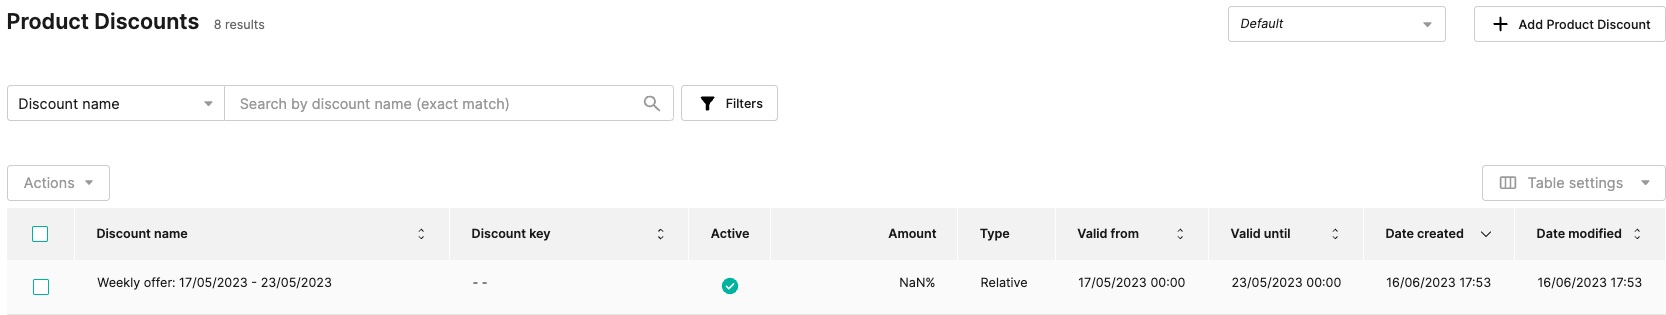 Product Discounts 8 results
Default
Add Product Discount
Discount name
Search by discount name (exact match)
Filters
Actions
Table settings
Discount name Discount key Active Amount Type Valid from Valid until Date created Date modified
Weekly offer: 17/05/2023 - 23/05/2023 - - NaN% Relative 17/05/2023 00:00 23/05/2023 00:00 16/06/2023 17:53 16/06/2023 17:53